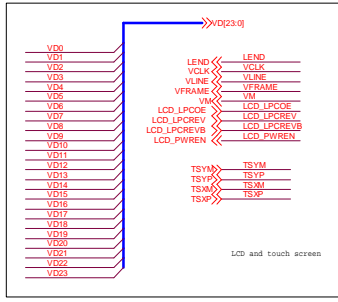 VD[23:0]
VD0
VD1
VD2
VD3
VD4
VD5
VD6
VD7
VD8
VD9
VD10
VD11
VD12
VD13
VD14
VD15
VD16
VD17
VD18
VD19
VD20
VD21
VD22
VD23
LEND LEND
VCLK VCLK
VLINE VLINE
VFRAME VFRAME
VM VM
LCD_LPCOE LCD_LPCOE
LCD_LPCREV LCD_LPCREV
LCD_LPCREVB LCD_LPCREVB
LCD_PWREN LCD_PWREN
TSYM TSYM
TSYP TSYP
TSXM TSXM
TSXP TSXP
LCD and touch screen